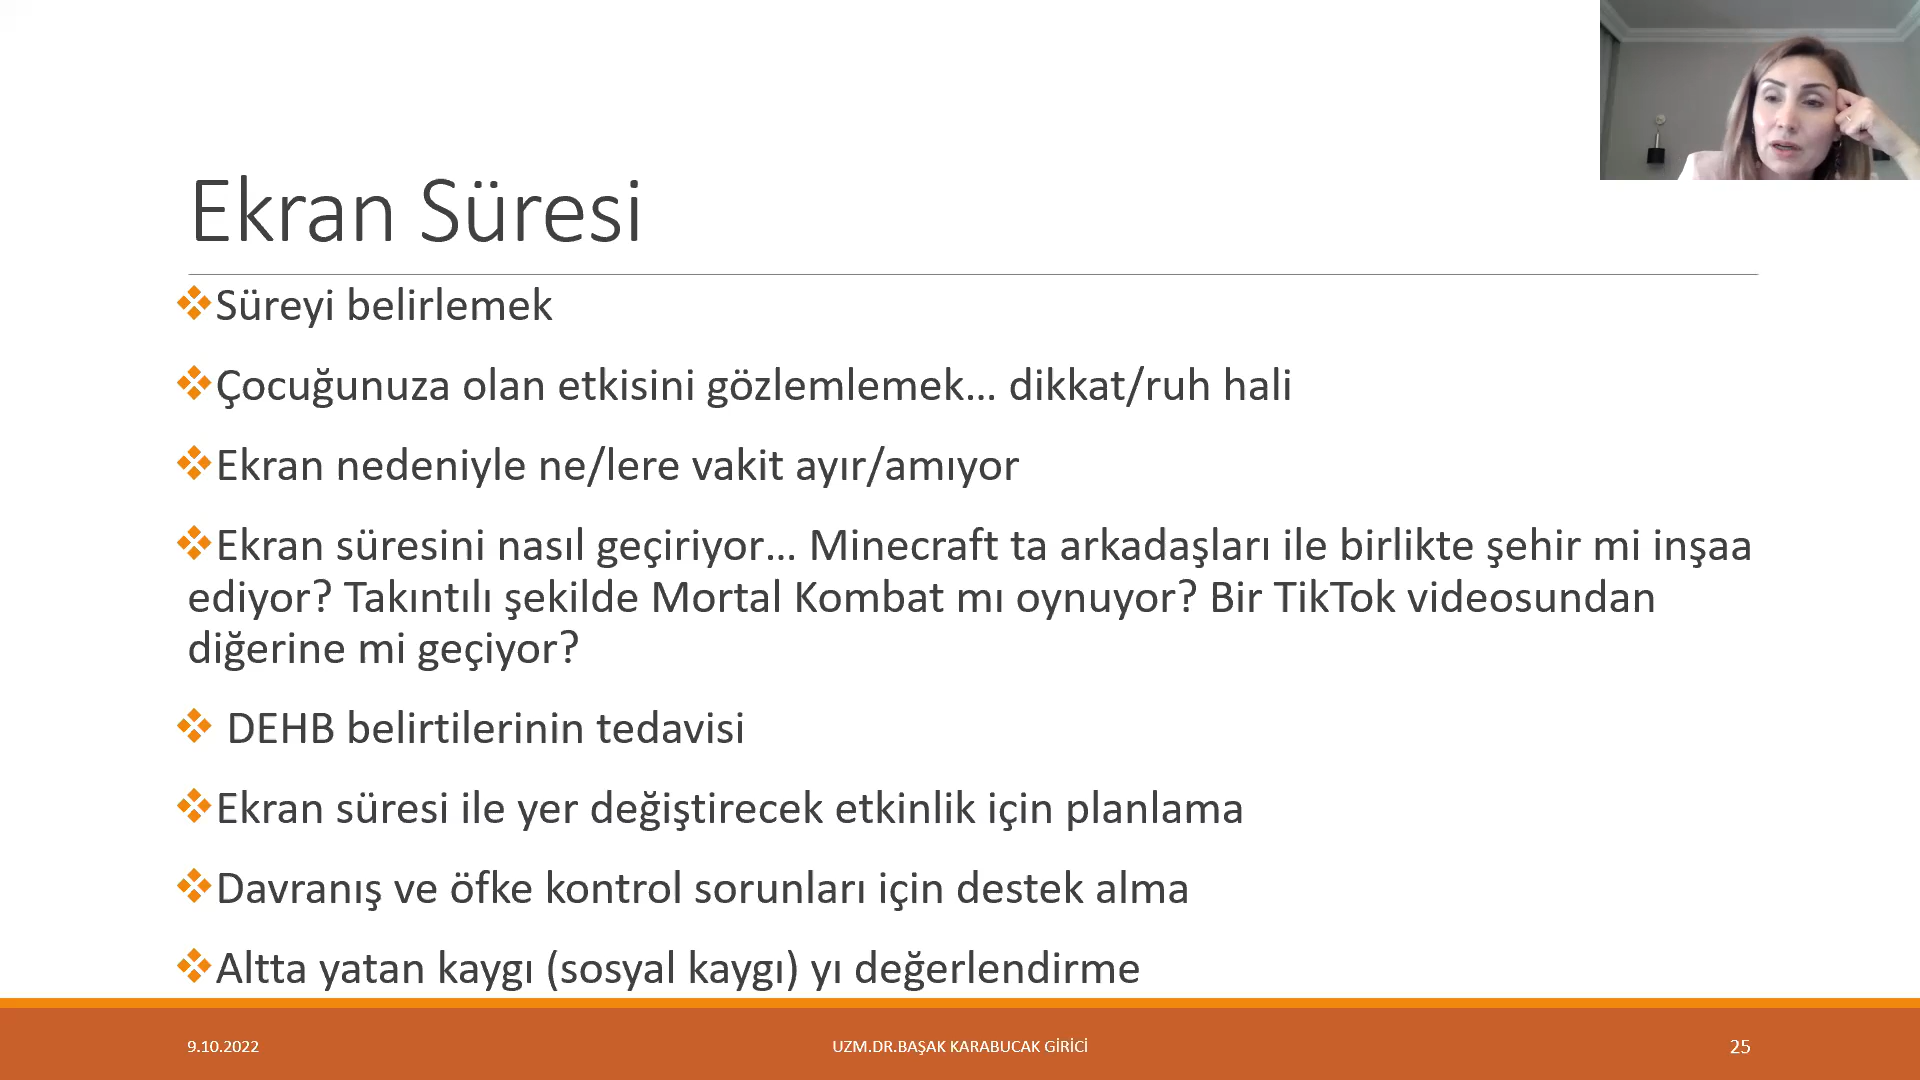 Ekran Süresi
Süreyi belirlemek
Çocuğunuza olan etkisini gözlemlemek… dikkat/ruh hali
Ekran nedeniyle ne/lere vakit ayır/amıyor
Ekran süresini nasıl geçiriyor… Minecraft ta arkadaşları ile birlikte şehir mi inşaa
ediyor? Takıntılı şekilde Mortal Kombat mı oynuyor? Bir TikTok videosundan
diğerine mi geçiyor?
DEHB belirtilerinin tedavisi
Ekran süresi ile yer değiştirecek etkinlik için planlama
Davranış ve öfke kontrol sorunları için destek alma
Altta yatan kaygı (sosyal kaygı) yı değerlendirme
9.10.2022
UZM.DR.BAŞAK KARABUCAK GİRİCİ
25